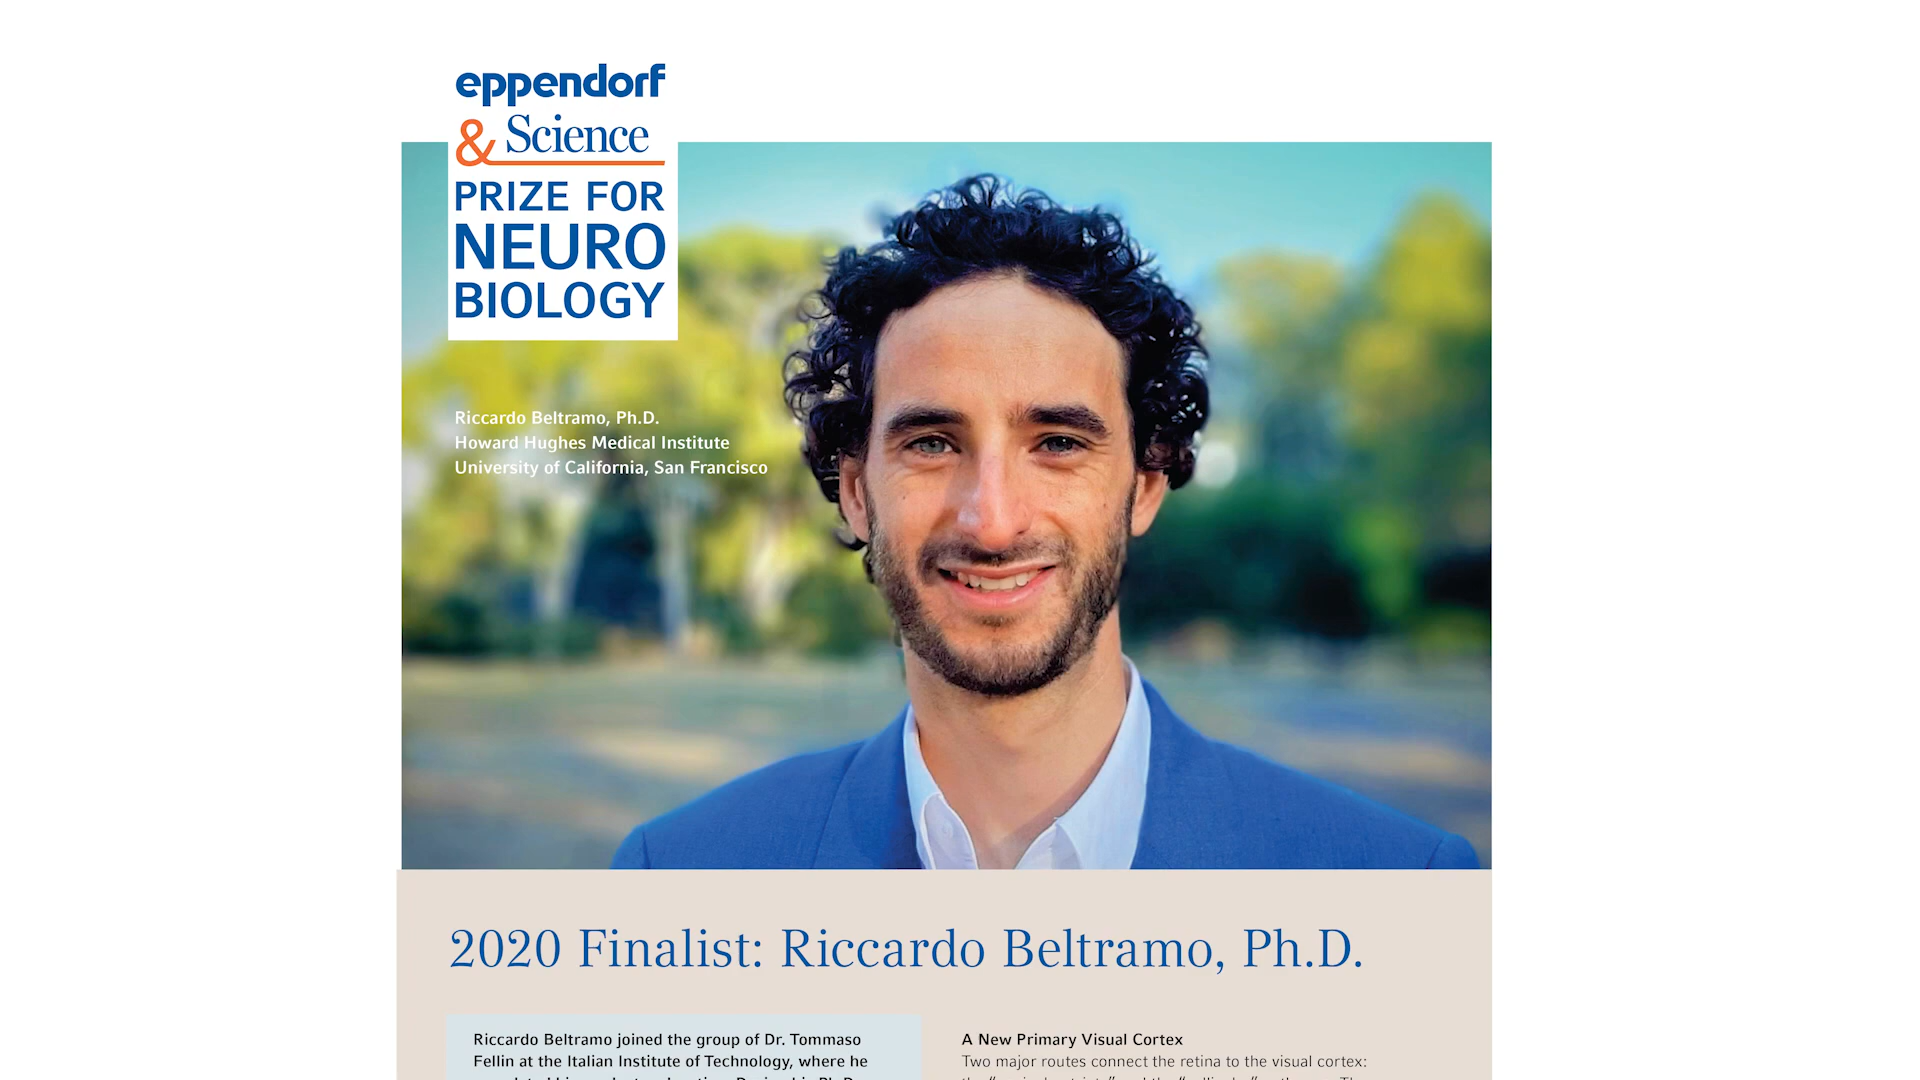 eppendorf
& Science
PRIZE FOR
NEURO
BIOLOGY
Riccardo Beltramo, Ph.D.
Howard Hughes Medical Institute
University of California, San Francisco
2020 Finalist: Riccardo Beltramo, Ph.D.
Riccardo Beltramo joined the group of Dr. Tommaso
Fellin at the Italian Institute of Technology, where he
A New Primary Visual Cortex
Two major routes connect the retina to the visual cortex: